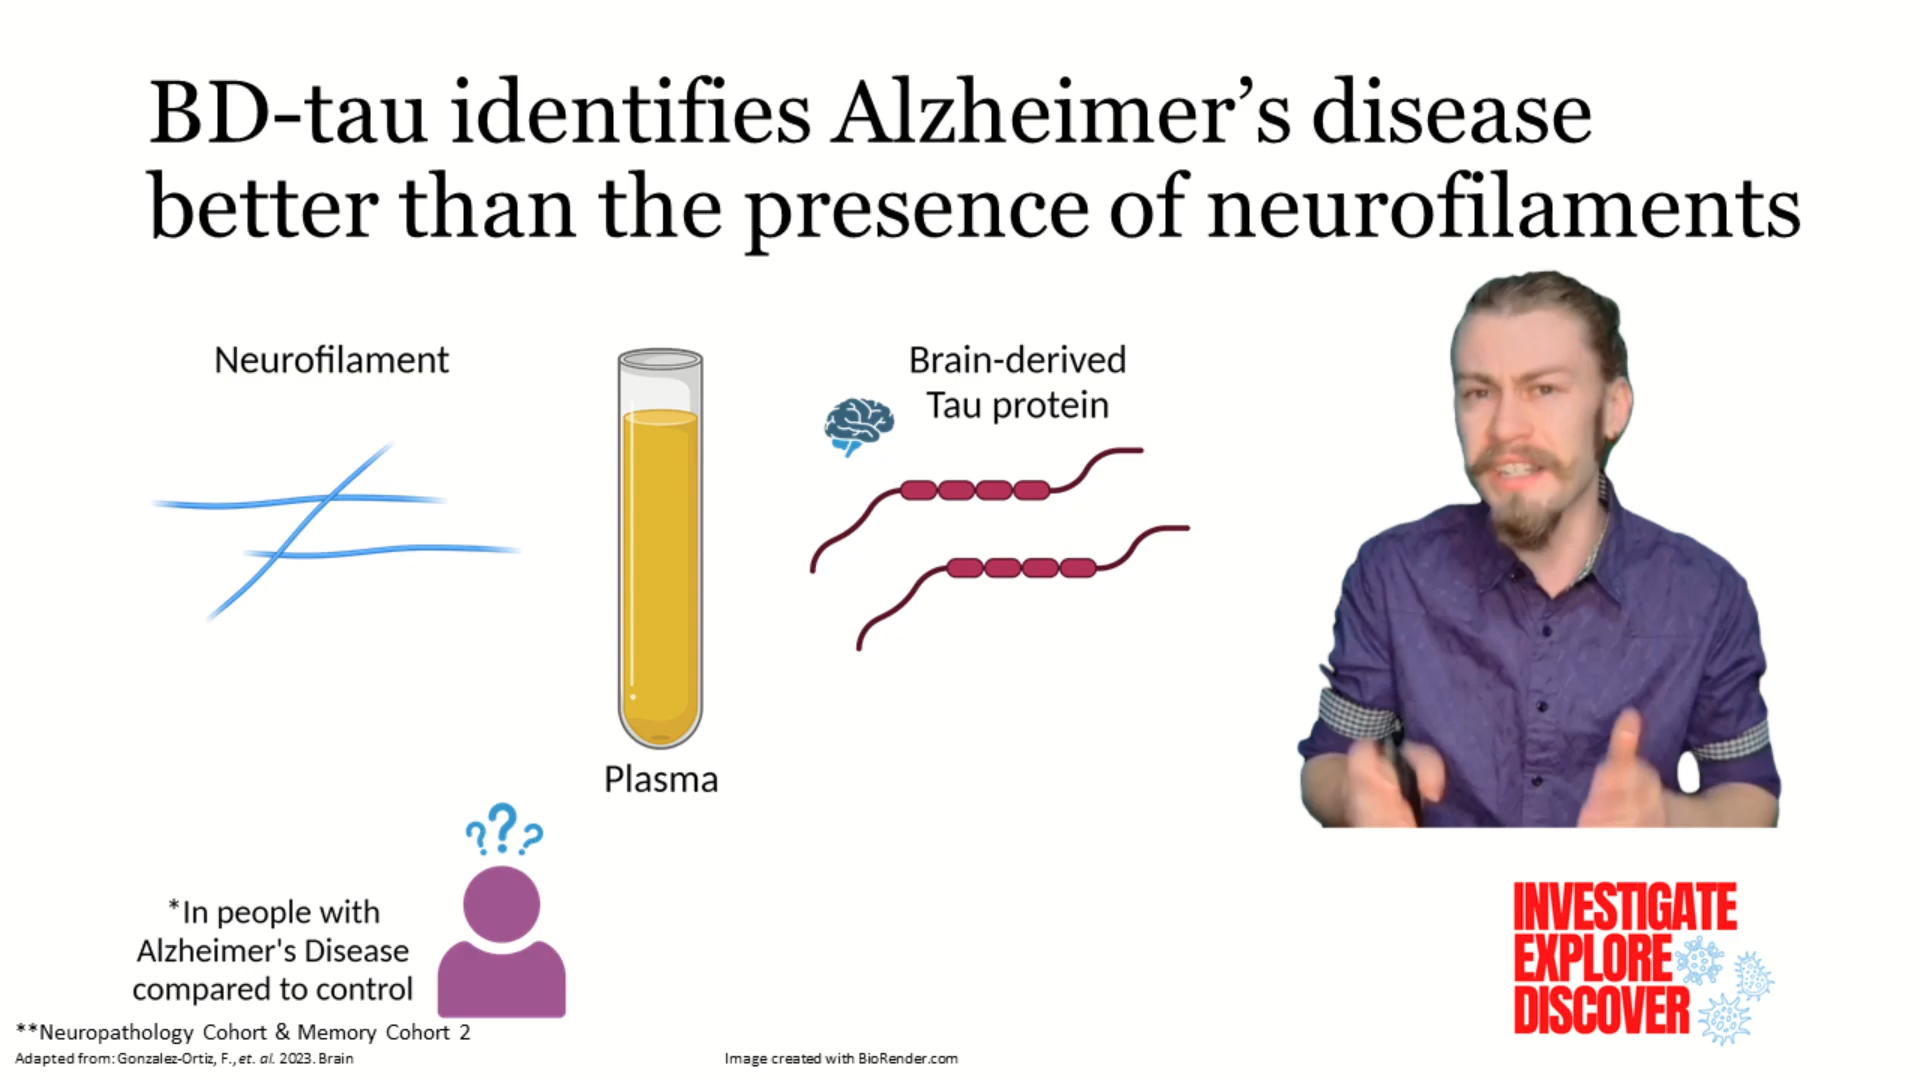 BD-tau identifies Alzheimer’s disease
better than the presence of neurofilaments
Neurofilament
Brain-derived
Tau protein
Plasma
???
*In people with
Alzheimer's Disease
compared to control
**Neuropathology Cohort & Memory Cohort 2
Adapted from: Gonzalez-Ortiz, F., et. al. 2023. Brain
Image created with BioRender.com
INVESTIGATE
EXPLORE
DISCOVER